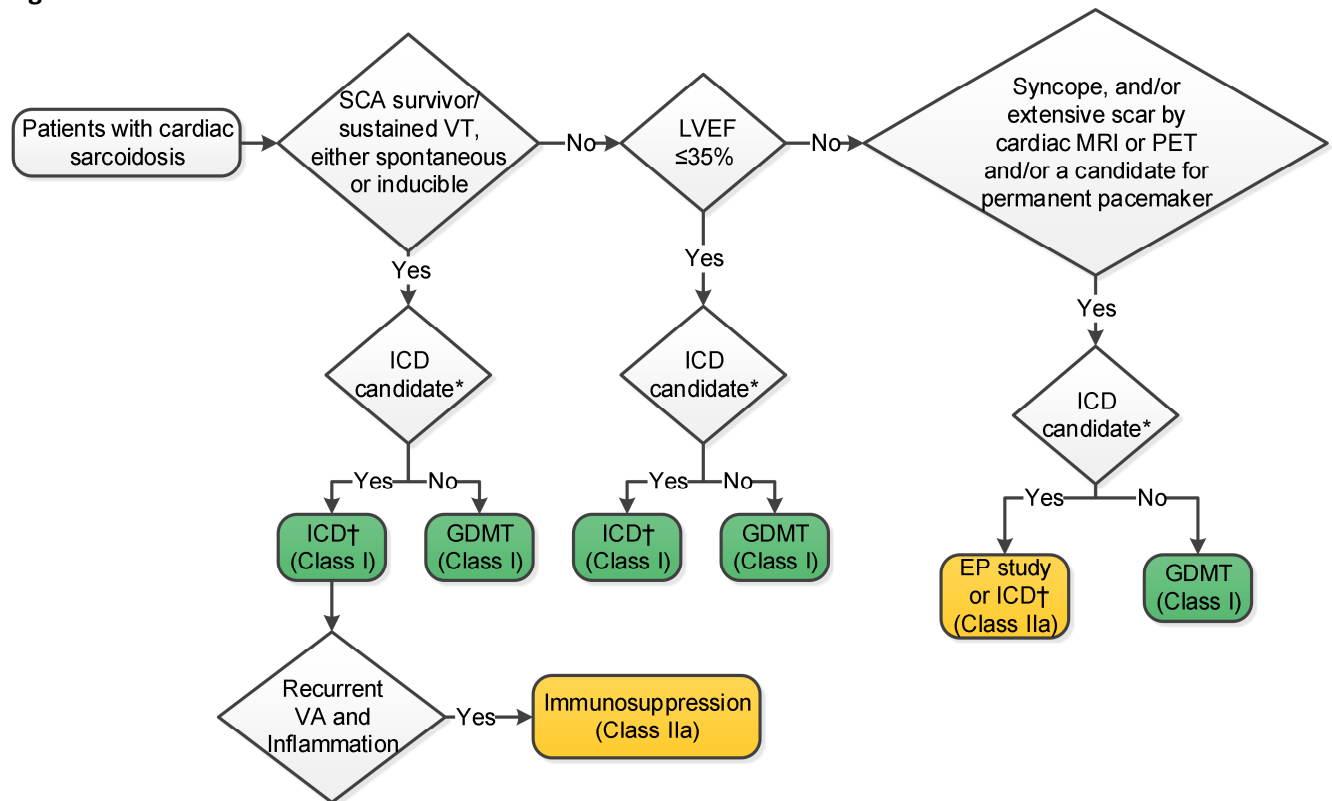 Patients with cardiac
sarcoidosis
SCA survivor/
sustained VT,
either spontaneous
or inducible
No
LVEF
≤35%
No
Syncope, and/or
extensive scar by
cardiac MRI or PET
and/or a candidate for
permanent pacemaker
Yes
Yes
Yes
ICD
candidate*
ICD
candidate*
ICD
candidate*
Yes
No
Yes
No
Yes
No
ICD†
(Class I)
GDMT
(Class I)
ICD†
(Class I)
GDMT
(Class I)
EP study
or ICD†
(Class IIa)
GDMT
(Class I)
Recurrent
VA and
Inflammation
Yes
Immunosuppression
(Class IIa)